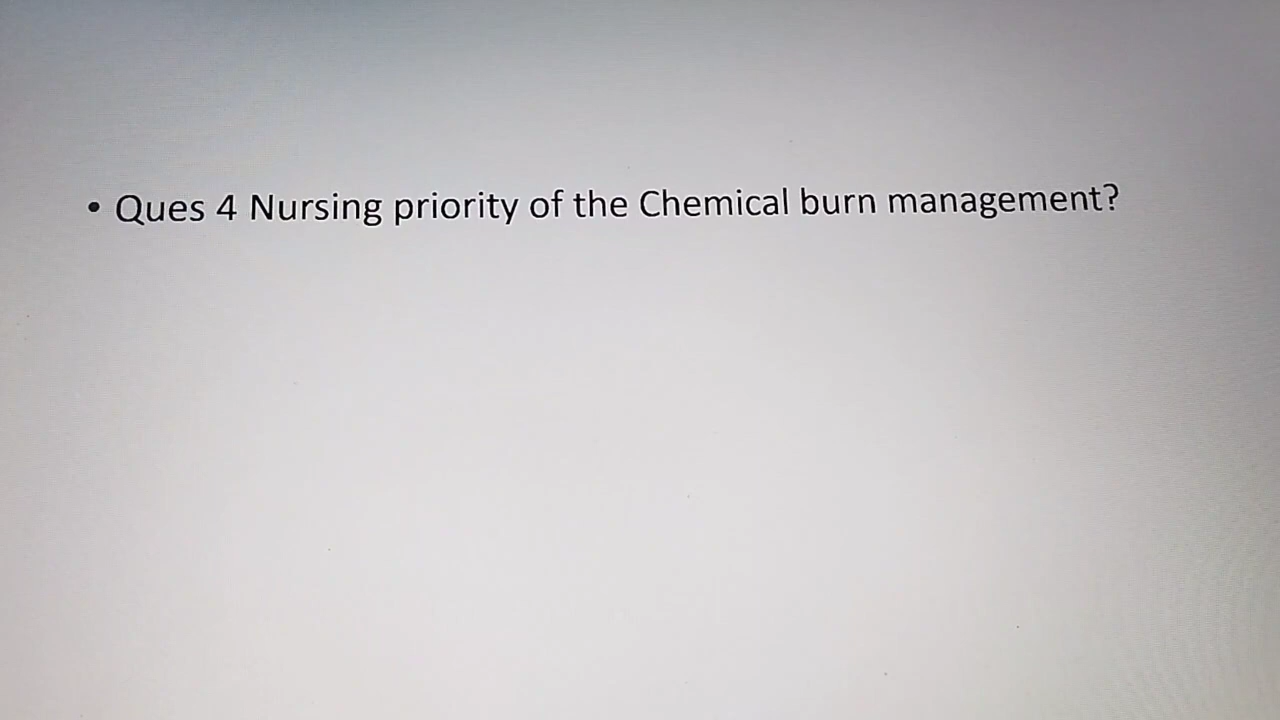 • Ques 4 Nursing priority of the Chemical burn management?